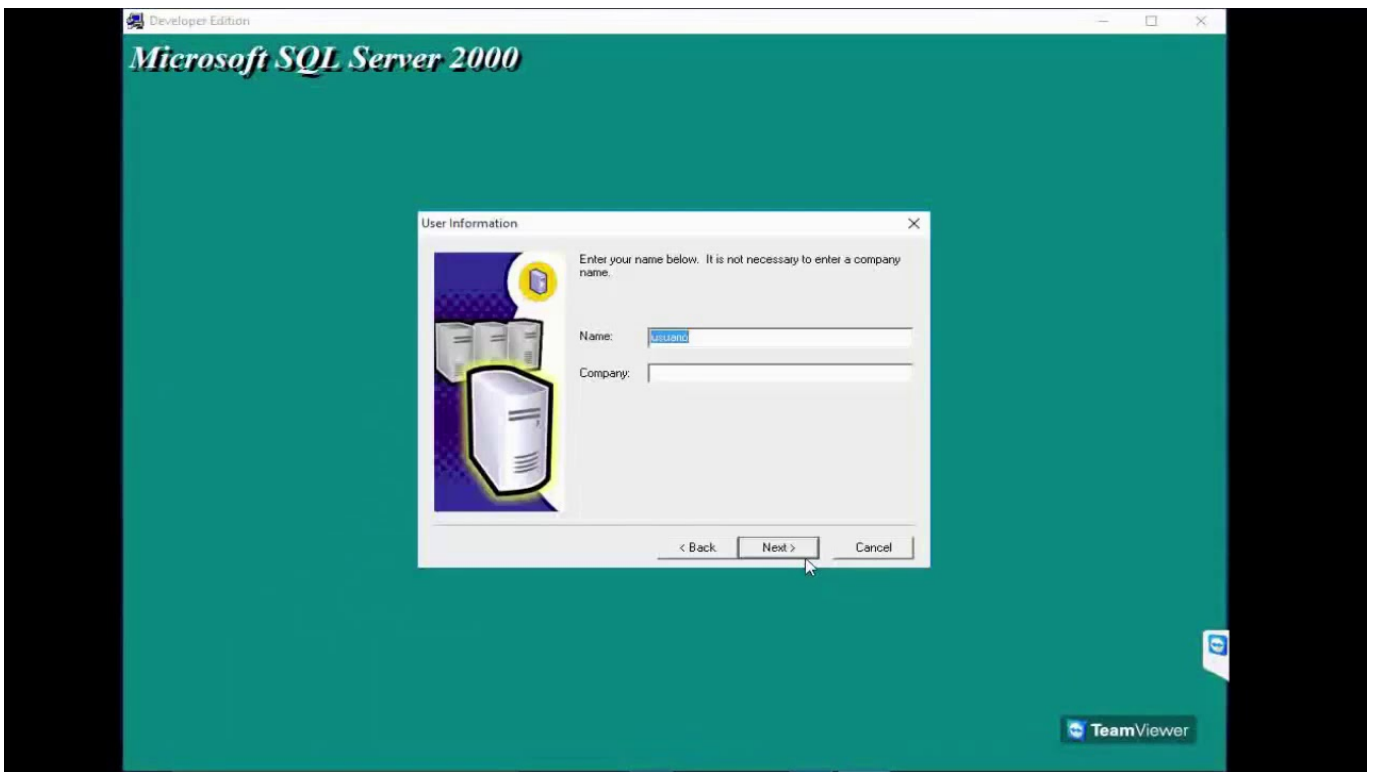 Developer Edition
Microsoft SQL Server 2000
User Information
Enter your name below. It is not necessary to enter a company
name.
Name:
usuario
Company:
< Back
Next >
Cancel
TeamViewer